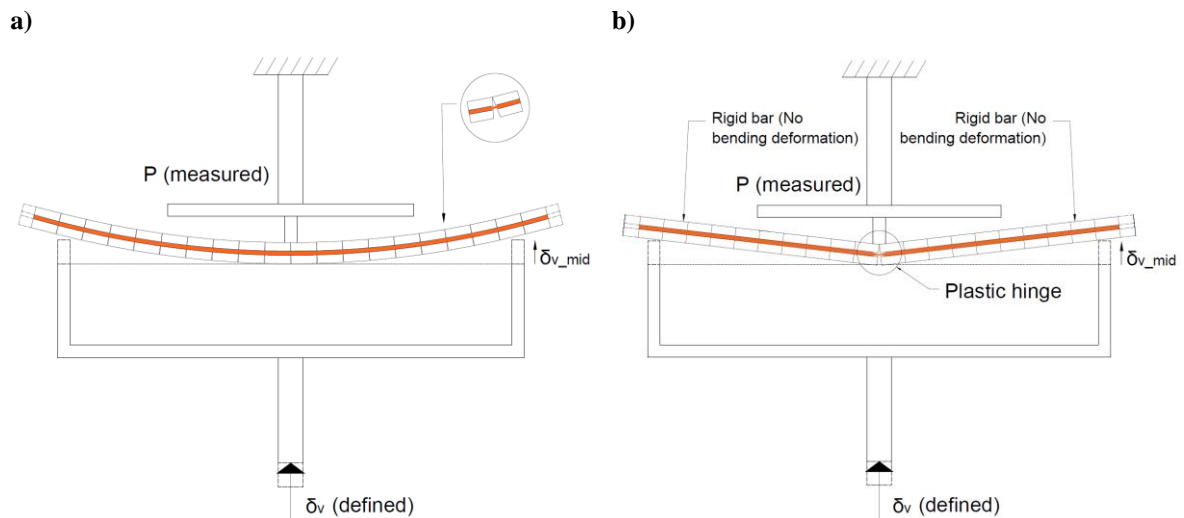 a)
P (measured)
δv_mid
δv (defined)
b)
Rigid bar (No
bending deformation)
Rigid bar (No
bending deformation)
P (measured)
δv_mid
Plastic hinge
δv (defined)